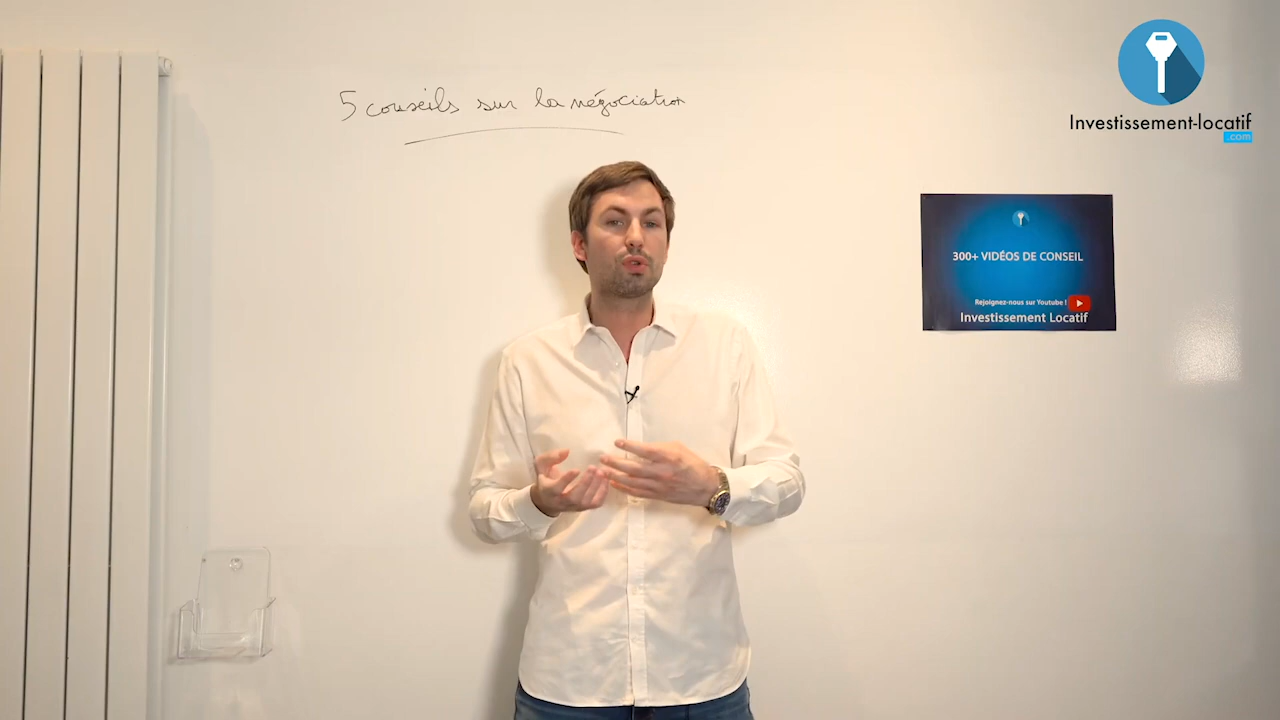 5 conseils sur la négociation
Investissement-locatif
.com
300+ VIDÉOS DE CONSEIL
Rejoignez-nous sur Youtube !
Investissement Locatif